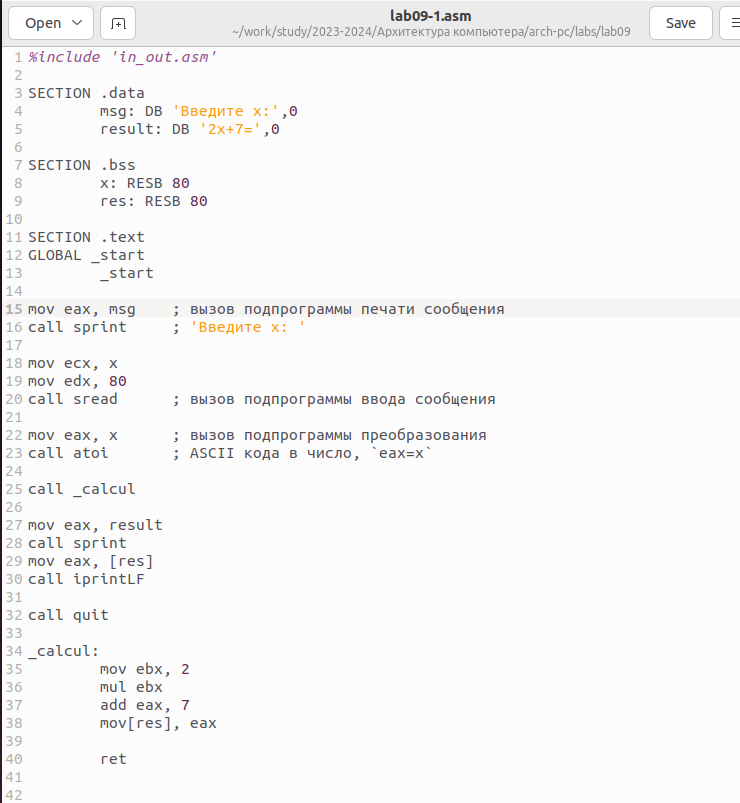 Open
lab09-1.asm
~/work/study/2023-2024/Архитектура компьютера/arch-pc/labs/lab09
Save
1 %include 'in_out.asm'
2
3 SECTION .data
4         msg: DB 'Введите x:',0
5         result: DB '2x+7=',0
6
7 SECTION .bss
8         x: RESB 80
9         res: RESB 80
10
11 SECTION .text
12 GLOBAL _start
13         _start
14
15 mov eax, msg    ; вызов подпрограммы печати сообщения
16 call sprint     ; 'Введите x: '
17
18 mov ecx, x
19 mov edx, 80
20 call sread      ; вызов подпрограммы ввода сообщения
21
22 mov eax, x      ; вызов подпрограммы преобразования
23 call atoi       ; ASCII кода в число, `eax=x`
24
25 call _calcul
26
27 mov eax, result
28 call sprint
29 mov eax, [res]
30 call iprintLF
31
32 call quit
33
34 _calcul:
35         mov ebx, 2
36         mul ebx
37         add eax, 7
38         mov[res], eax
39
40         ret
41
42